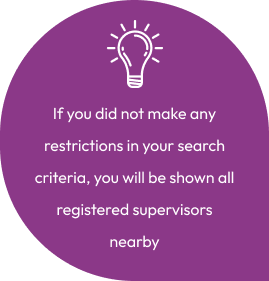 If you did not make any
restrictions in your search
criteria, you will be shown all
registered supervisors
nearby